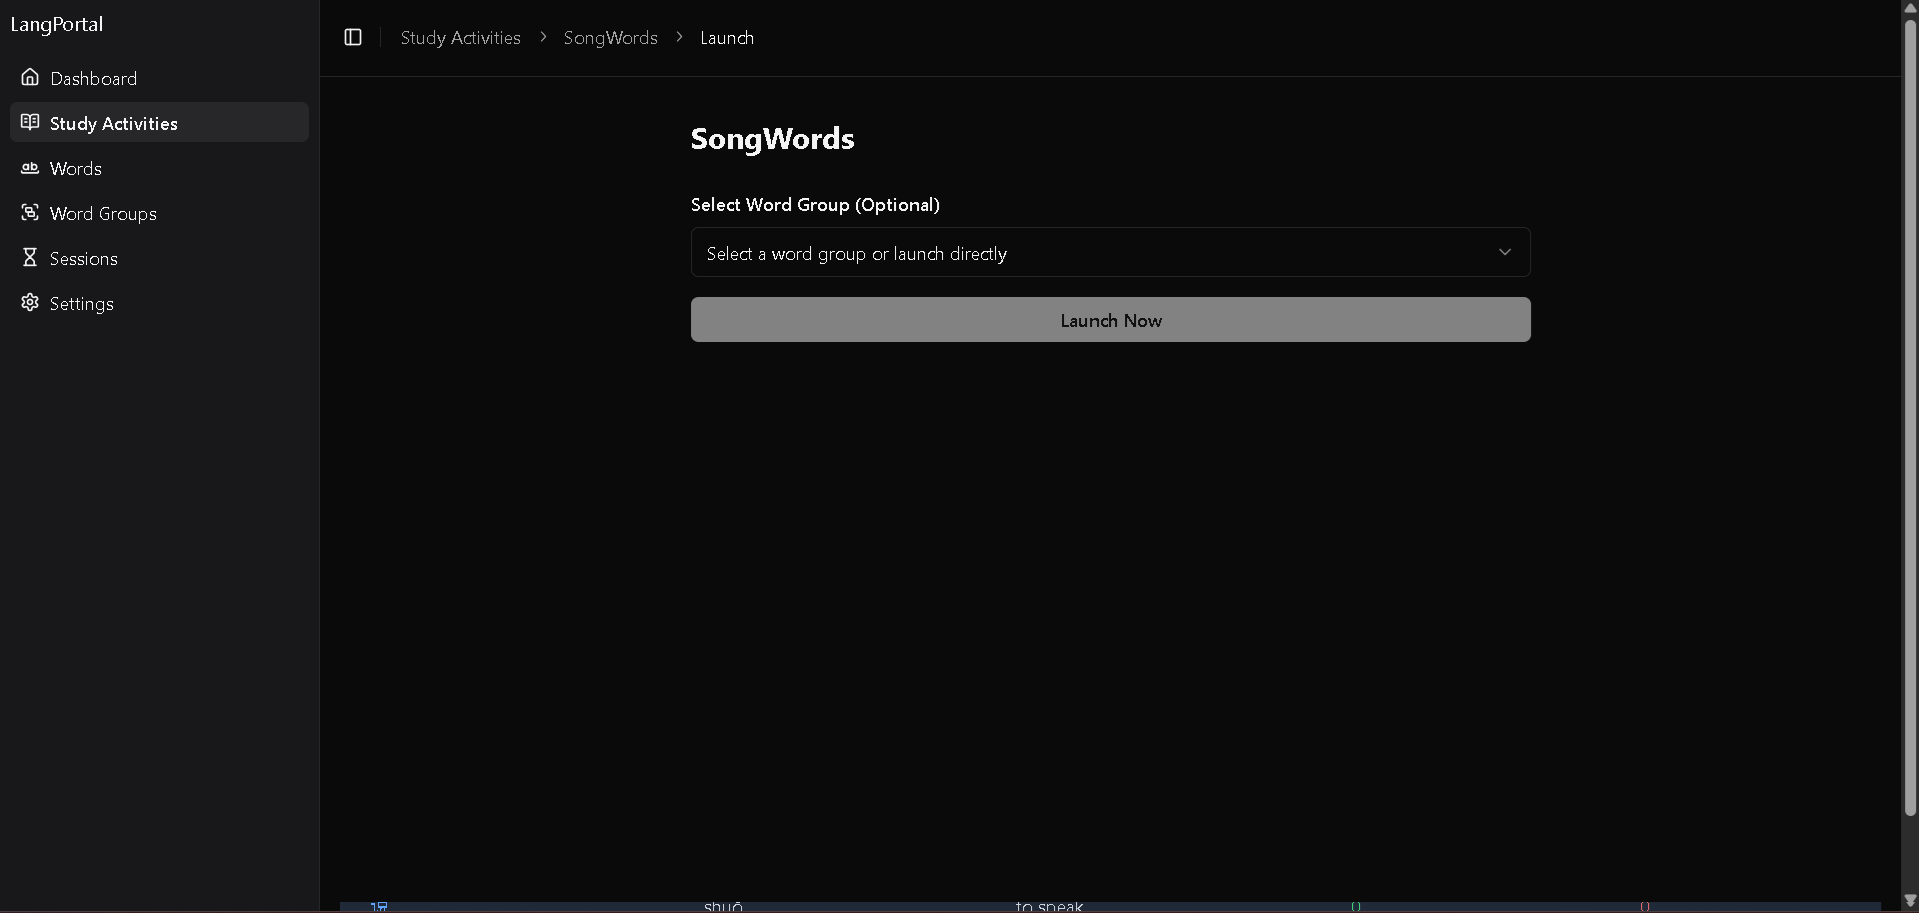 LangPortal
Dashboard
Study Activities
Words
Word Groups
Sessions
Settings
Study Activities > SongWords > Launch
SongWords
Select Word Group (Optional)
Select a word group or launch directly
Launch Now
shuō to speak 0 0